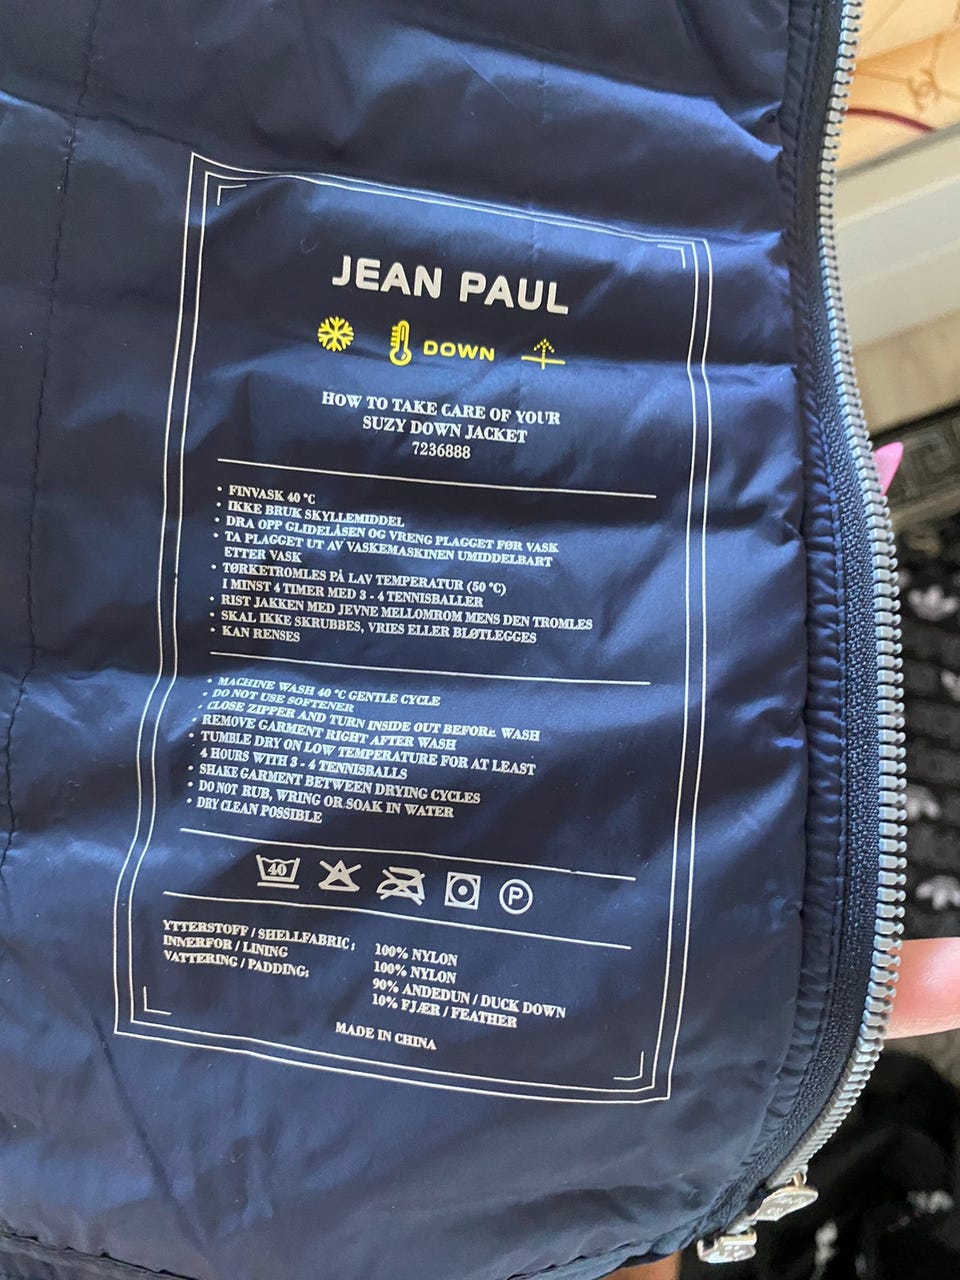 JEAN PAUL
DOWN
HOW TO TAKE CARE OF YOUR
SUZY DOWN JACKET
7236888
• FINVASK 40 °C
• IKKE BRUK SKYLLEMIDDEL
• DRA OPP GLIDELÅSEN OG VRENG PLAGGET FØR VASK
• TA PLAGGET UT AV VASKEMASKINEN UMIDDELBART
ETTER VASK
• TØRKETROMLES PÅ LAV TEMPERATUR (50 °C)
I MINST 4 TIMER MED 3 - 4 TENNISBALLER
• RIST JAKKEN MED JEVNE MELLOMROM MENS DEN TROMLES
• SKAL IKKE SKRUBBES, VRIES ELLER BLØTLEGGES
• KAN RENSES
• MACHINE WASH 40 °C GENTLE CYCLE
• DO NOT USE SOFTENER
• CLOSE ZIPPER AND TURN INSIDE OUT BEFORE WASH
• REMOVE GARMENT RIGHT AFTER WASH
• TUMBLE DRY ON LOW TEMPERATURE FOR AT LEAST
4 HOURS WITH 3 - 4 TENNISBALLS
• SHAKE GARMENT BETWEEN DRYING CYCLES
• DO NOT RUB, WRING OR SOAK IN WATER
• DRY CLEAN POSSIBLE
40 P
YTTERSTOFF / SHELLFABRIC: 100% NYLON
INNERFOR / LINING 100% NYLON
VATTERING / PADDING: 90% ANDEDUN / DUCK DOWN
10% FJÆR / FEATHER
MADE IN CHINA